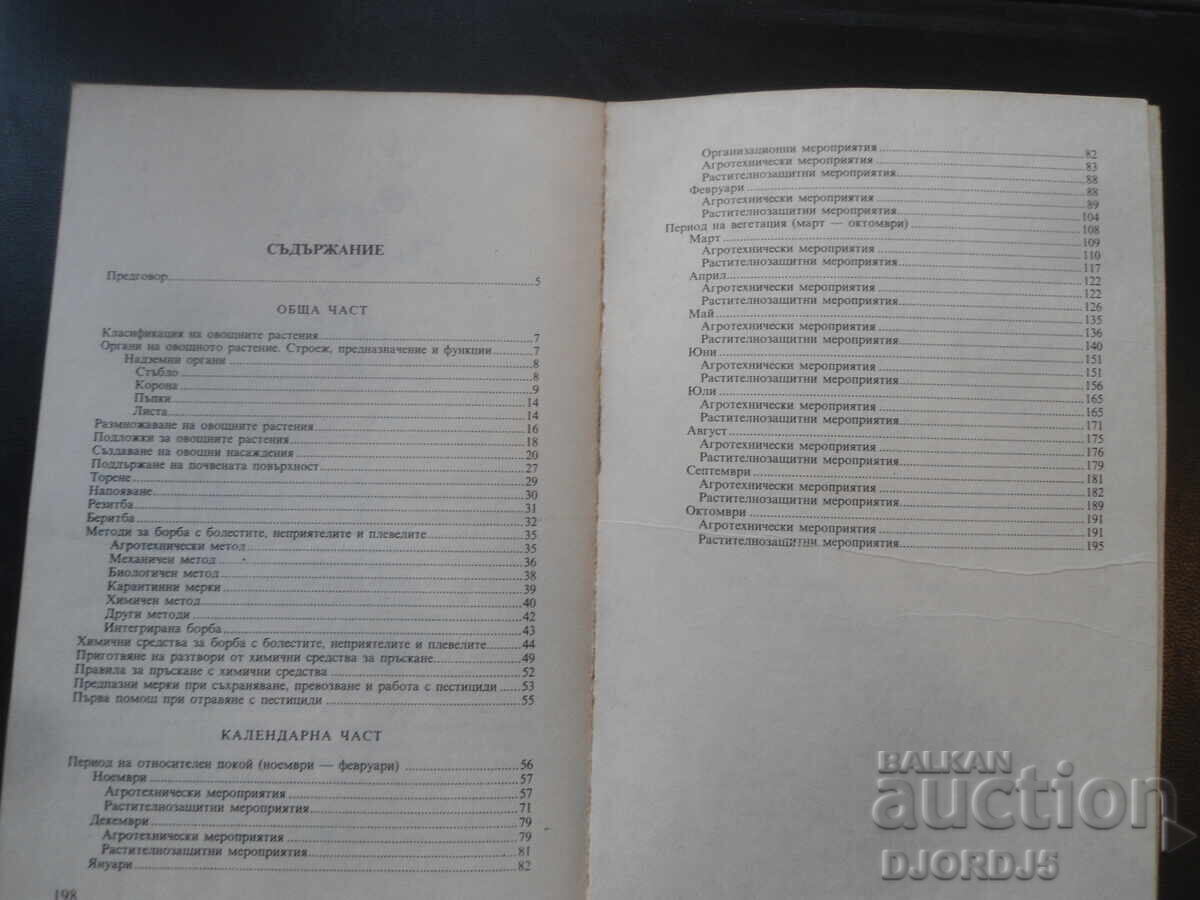 СЪДЪРЖАНИЕ
Предговор 5
ОБЩА ЧАСТ
Класификация на овощните растения 7
Органи на овощното растение. Строеж, предназначение и функции 7
Надземни органи 8
Стъбло 8
Корона 9
Пъпки 14
Листа 14
Размножаване на овощните растения 16
Подложки за овощните растения 18
Създаване на овощни насаждения 20
Поддържане на почвената повърхност 27
Торене 29
Напояване 30
Резитба 31
Беритба 32
Методи за борба с болестите, неприятелите и плевелите 35
Агротехнически метод 35
Механичен метод 36
Биологичен метод 38
Карантинни мерки 39
Химичен метод 40
Други методи 42
Интегрирана борба 43
Химични средства за борба с болестите, неприятелите и плевелите 44
Приготвяне на разтвори от химични средства за пръскане 49
Правила за пръскане с химични средства 52
Предпазни мерки при съхраняване, превозване и работа с пестициди 53
Първа помощ при отравяне с пестициди 55
КАЛЕНДАРНА ЧАСТ
Период на относителен покой (ноември — февруари) 56
Ноември 57
Агротехнически мероприятия 57
Растителнозащитни мероприятия 71
Декември 79
Агротехнически мероприятия 79
Растителнозащитни мероприятия 81
Януари 82
198
Организационни мероприятия 82
Агротехнически мероприятия 83
Растителнозащитни мероприятия 88
Февруари 88
Агротехнически мероприятия 89
Растителнозащитни мероприятия 104
Период на вегетация (март — октомври) 108
Март 109
Агротехнически мероприятия 110
Растителнозащитни мероприятия 117
Април 122
Агротехнически мероприятия 122
Растителнозащитни мероприятия 126
Май 135
Агротехнически мероприятия 136
Растителнозащитни мероприятия 140
Юни 151
Агротехнически мероприятия 151
Растителнозащитни мероприятия 156
Юли 165
Агротехнически мероприятия 165
Растителнозащитни мероприятия 171
Август 175
Агротехнически мероприятия 176
Растителнозащитни мероприятия 179
Септември 181
Агротехнически мероприятия 182
Растителнозащитни мероприятия 189
Октомври 191
Агротехнически мероприятия 191
Растителнозащитни мероприятия 195
BALKAN
auction
DJORDJ5